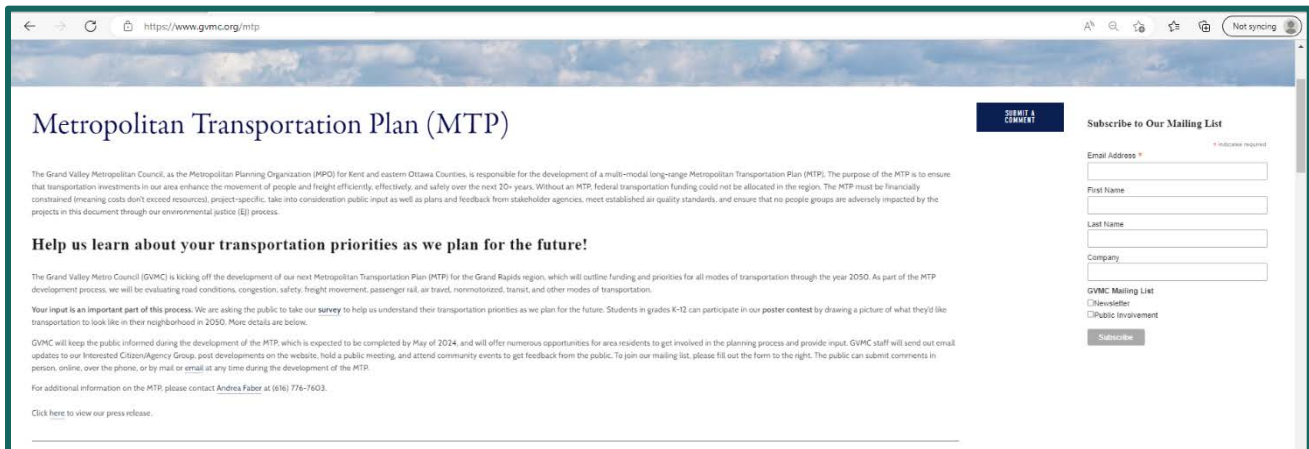 https://www.gvmc.org/mtp
Not syncing
Metropolitan Transportation Plan (MTP)
SUBMIT A
COMMENT
The Grand Valley Metropolitan Council, as the Metropolitan Planning Organization (MPO) for Kent and eastern Ottawa Counties, is responsible for the development of a multi-modal long-range Metropolitan Transportation Plan (MTP). The purpose of the MTP is to ensure
that transportation investments in our area enhance the movement of people and freight efficiently, effectively, and safely over the next 20+ years. Without an MTP, federal transportation funding could not be allocated in the region. The MTP must be financially
constrained (meaning costs don't exceed resources), project-specific, take into consideration public input as well as plans and feedback from stakeholder agencies, meet established air quality standards, and ensure that no people groups are adversely impacted by the
projects in this document through our environmental justice (EJ) process.
Help us learn about your transportation priorities as we plan for the future!
The Grand Valley Metro Council (GVMC) is kicking off the development of our next Metropolitan Transportation Plan (MTP) for the Grand Rapids region, which will outline funding and priorities for all modes of transportation through the year 2050. As part of the MTP
development process, we will be evaluating road conditions, congestion, safety, freight movement, passenger rail, air travel, nonmotorized, transit, and other modes of transportation.
Your input is an important part of this process. We are asking the public to take our survey to help us understand their transportation priorities as we plan for the future. Students in grades K-12 can participate in our poster contest by drawing a picture of what they'd like
transportation to look like in their neighborhood in 2050. More details are below.
GVMC will keep the public informed during the development of the MTP, which is expected to be completed by May of 2024, and will offer numerous opportunities for area residents to get involved in the planning process and provide input. GVMC staff will send out email
updates to our Interested Citizen/Agency Group, post developments on the website, hold a public meeting, and attend community events to get feedback from the public. To join our mailing list, please fill out the form to the right. The public can submit comments in
person, online, over the phone, or by mail or email at any time during the development of the MTP.
For additional information on the MTP, please contact Andrea Faber at (616) 776-7603.
Click here to view our press release.
Subscribe to Our Mailing List
* indicates required
Email Address *
First Name
Last Name
Company
GVMC Mailing List
Newsletter
Public Involvement
Subscribe